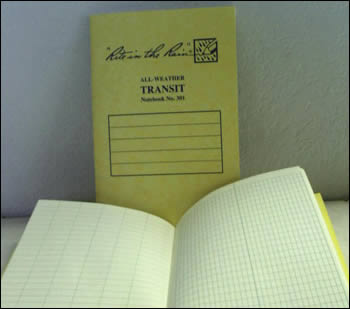 "Rite in the Rain"
ALL-WEATHER
TRANSIT
Notebook No. 301